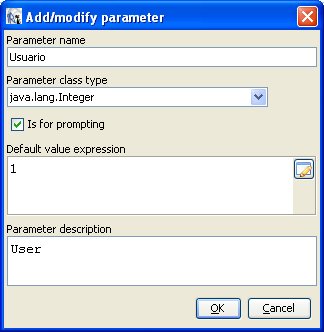 Add/modify parameter
Parameter name
Usuario
Parameter class type
java.lang.Integer
Is for prompting
Default value expression
1
Parameter description
User
OK Cancel